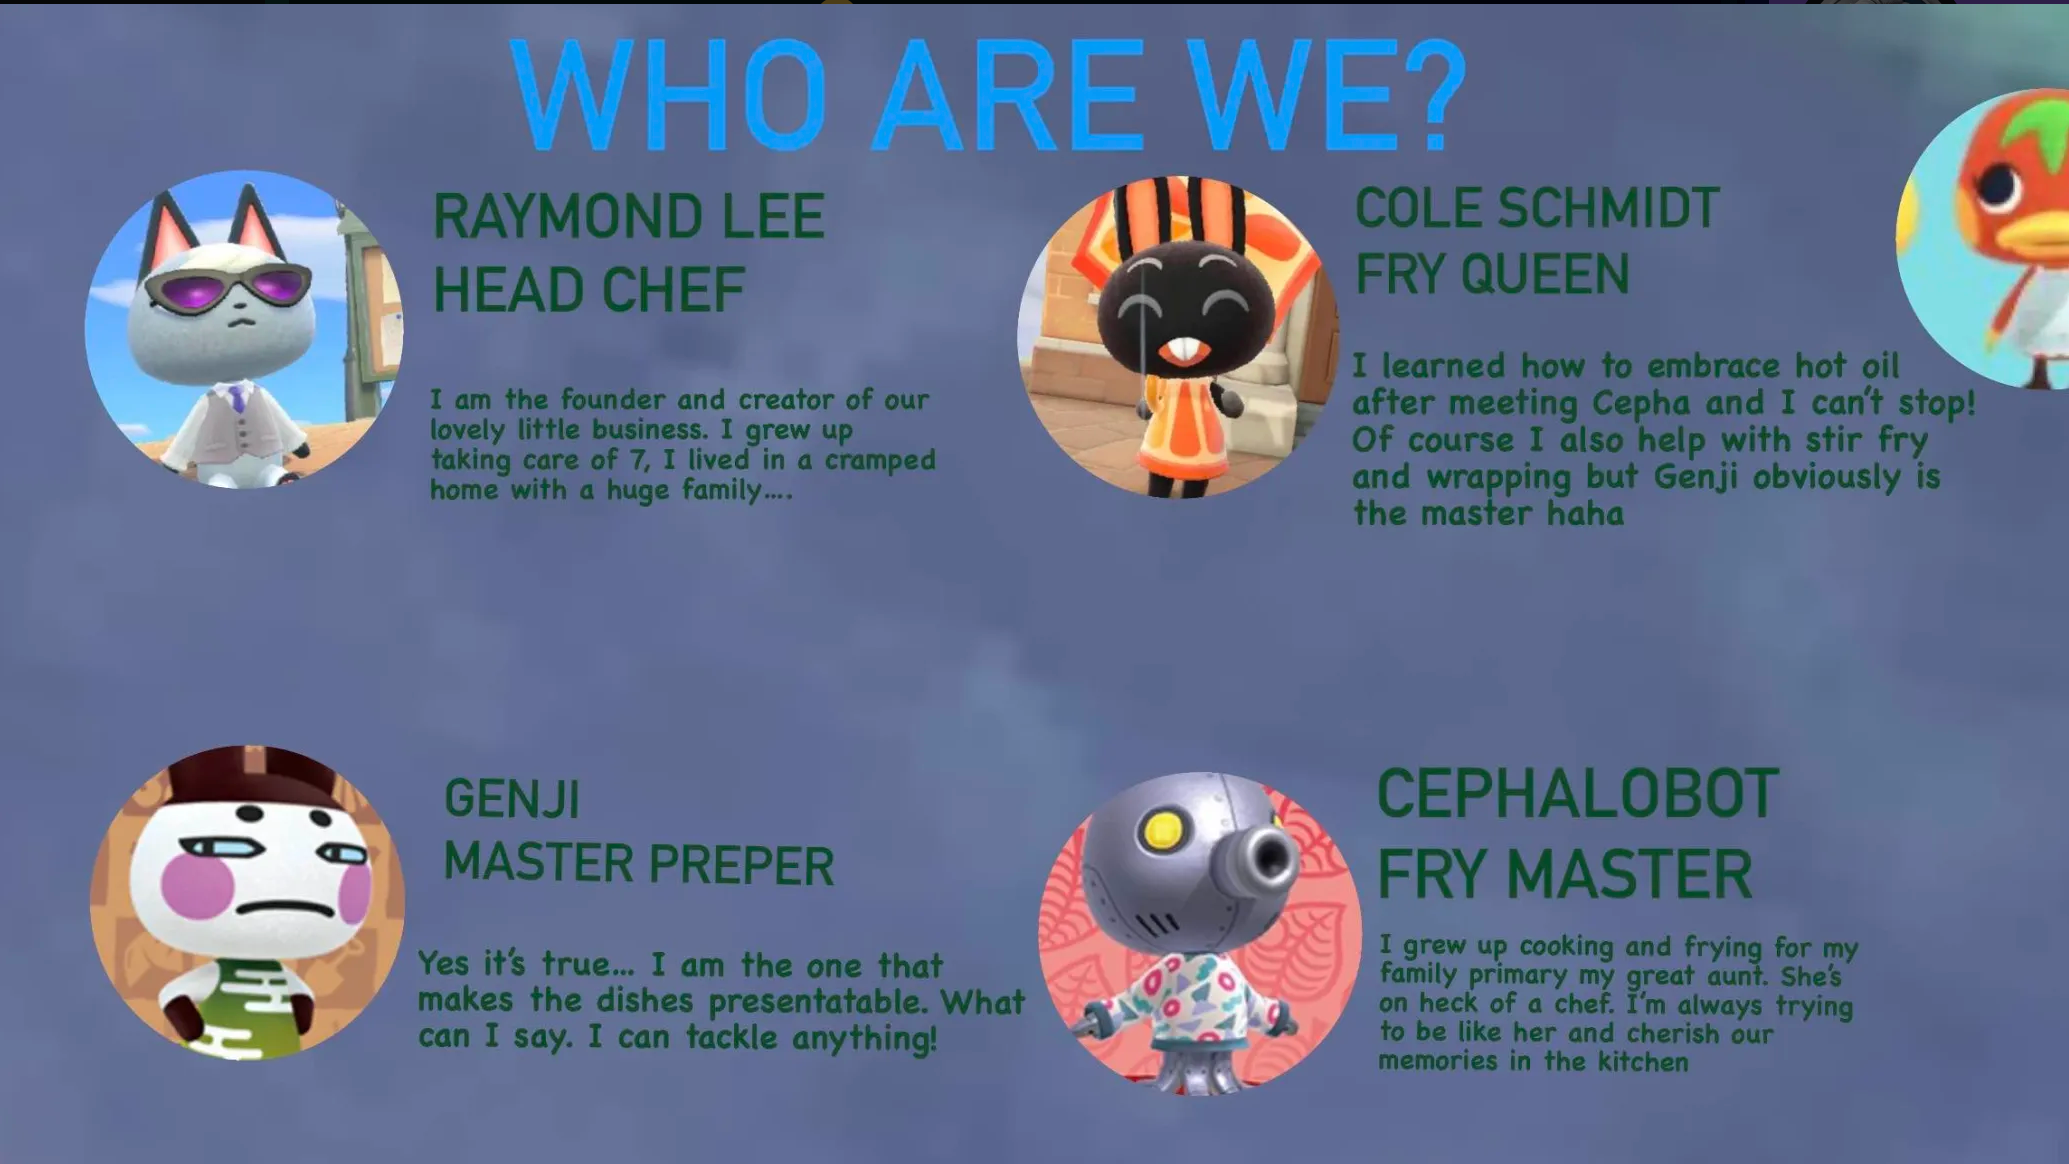 WHO ARE WE?
RAYMOND LEE
HEAD CHEF
I am the founder and creator of our
lovely little business. I grew up
taking care of 7, I lived in a cramped
home with a huge family....
COLE SCHMIDT
FRY QUEEN
I learned how to embrace hot oil
after meeting Cepha and I can't stop!
Of course I also help with stir fry
and wrapping but Genji obviously is
the master haha
GENJI
MASTER PREPER
Yes it's true... I am the one that
makes the dishes presentatable. What
can I say. I can tackle anything!
CEPHALOBOT
FRY MASTER
I grew up cooking and frying for my
family primary my great aunt. She's
on heck of a chef. I'm always trying
to be like her and cherish our
memories in the kitchen